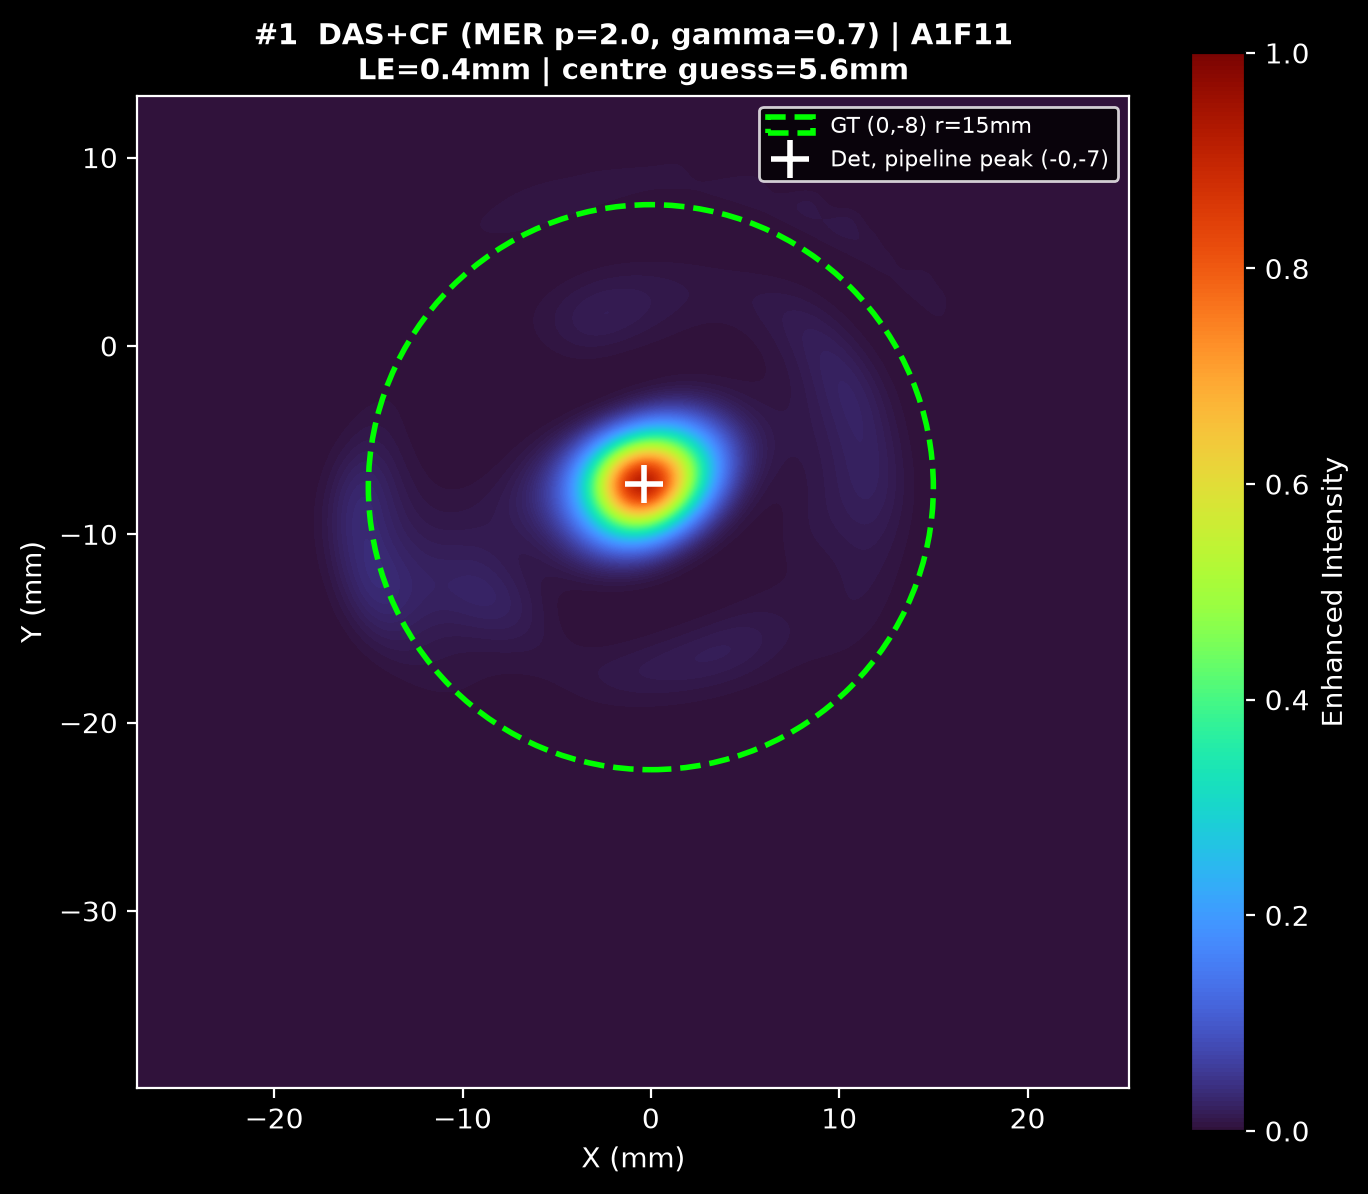 #1  DAS+CF (MER p=2.0, gamma=0.7) | A1F11
LE=0.4mm | centre guess=5.6mm
GT (0,-8) r=15mm
Det, pipeline peak (-0,-7)
10
0
−10
−20
−30
Y (mm)
−20
−10
0
10
20
X (mm)
1.0
0.8
0.6
0.4
0.2
0.0
Enhanced Intensity